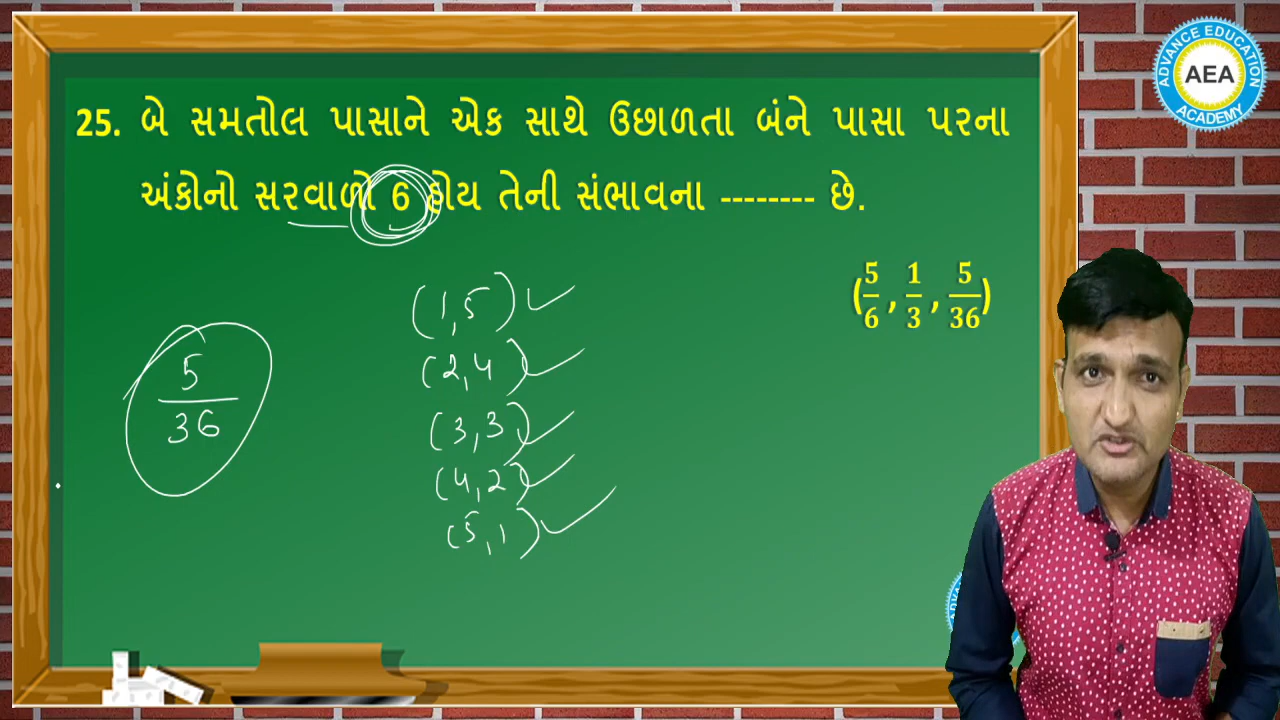 25. બે સમતોલ પાસાને એક સાથે ઉછાળતા બંને પાસા પરના
અંકોનો સરવાળો 6 હોય તેની સંભાવના -------- છે.
(5/6 , 1/3 , 5/36)
(1,5)
(2,4)
(3,3)
(4,2)
(5,1)
5/36
ADVANCE EDUCATION
AEA
ACADEMY